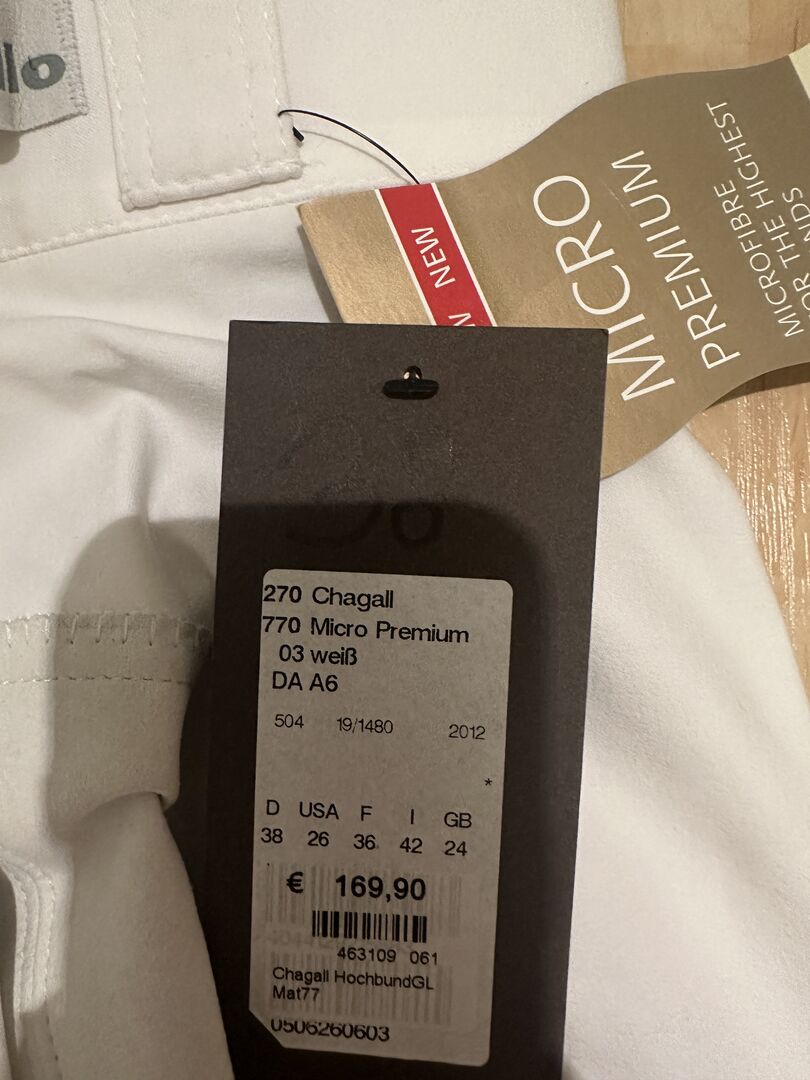 NEW
MICRO
PREMIUM
MICROFIBRE
THE HIGHEST
270 Chagall
770 Micro Premium
03 weiß
DA A6
504 19/1480 2012
*
D USA F I GB
38 26 36 42 24
€ 169,90
463109 061
Chagall HochbundGL
Mat77
0506260603